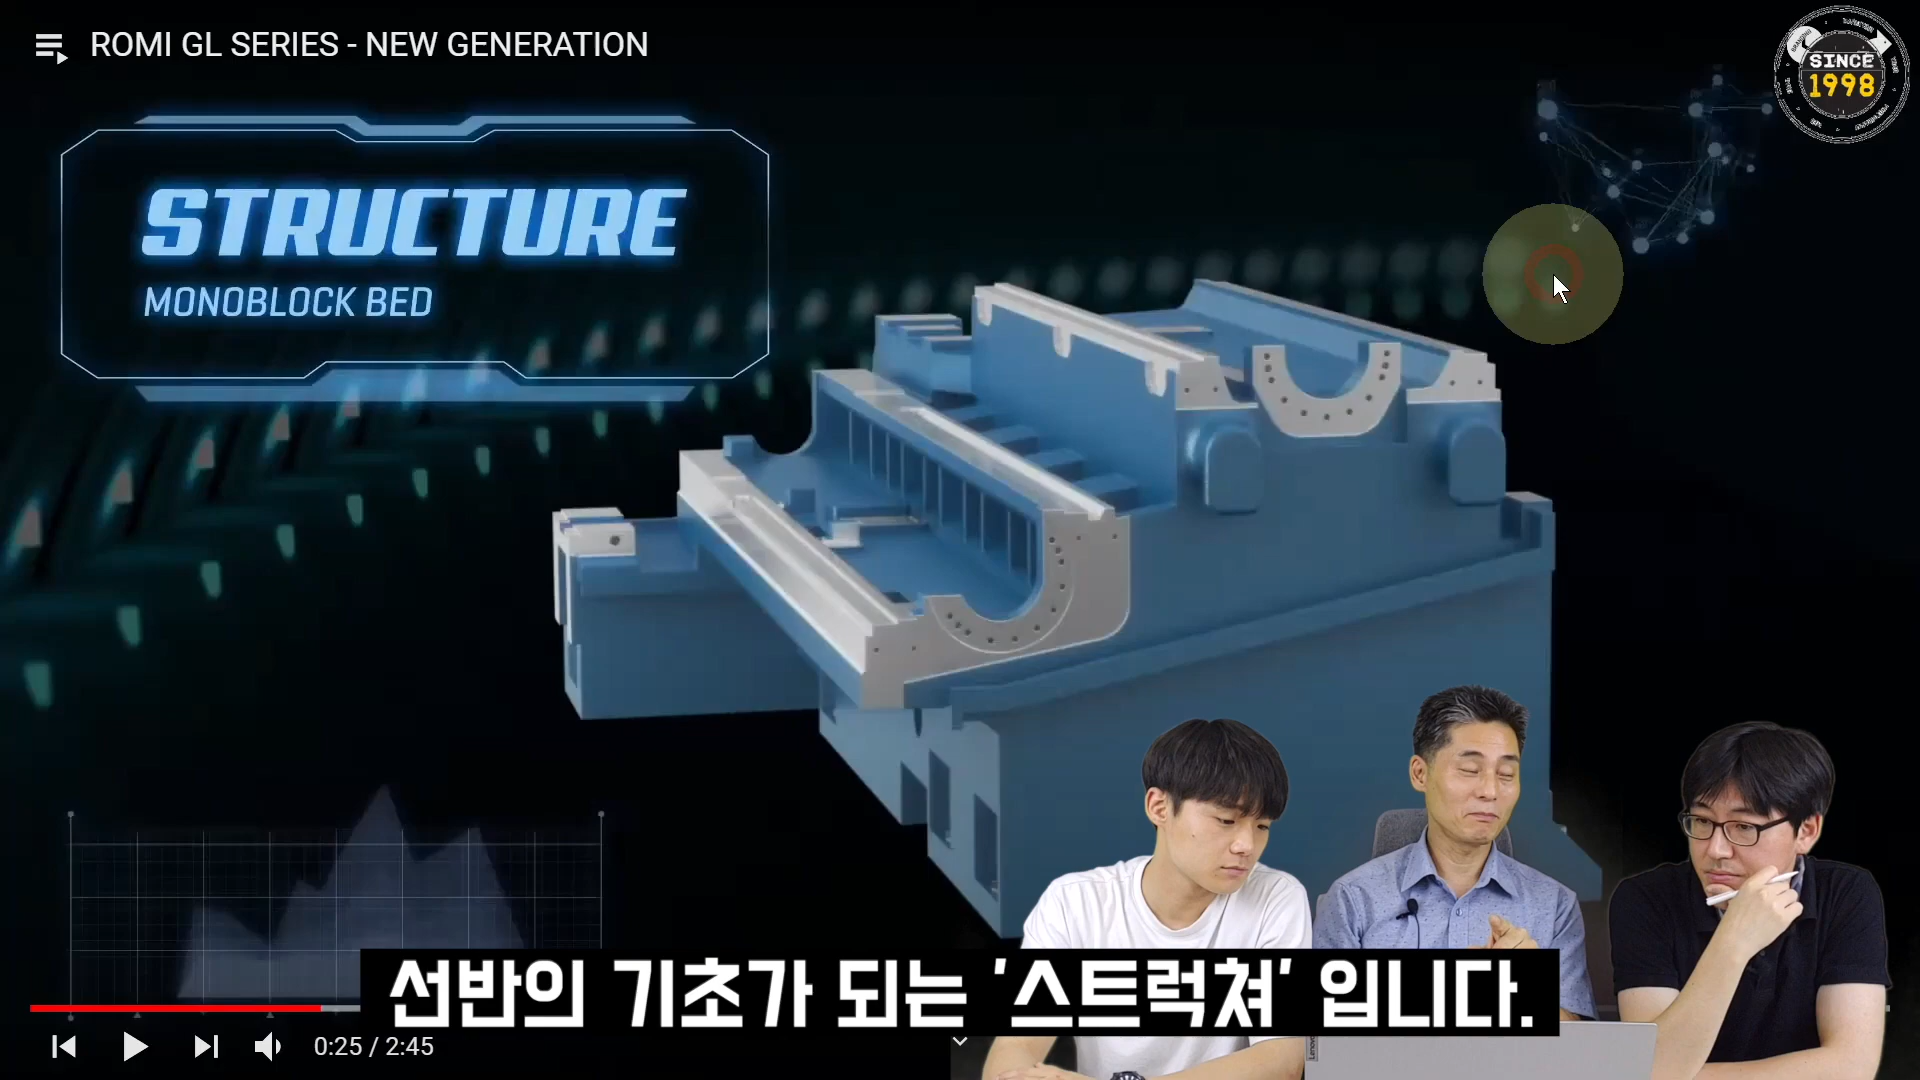 ROMI GL SERIES - NEW GENERATION
SINCE
1998
STRUCTURE
MONOBLOCK BED
선반의 기초가 되는 '스트럭쳐' 입니다.
0:25 / 2:45
Lenovo